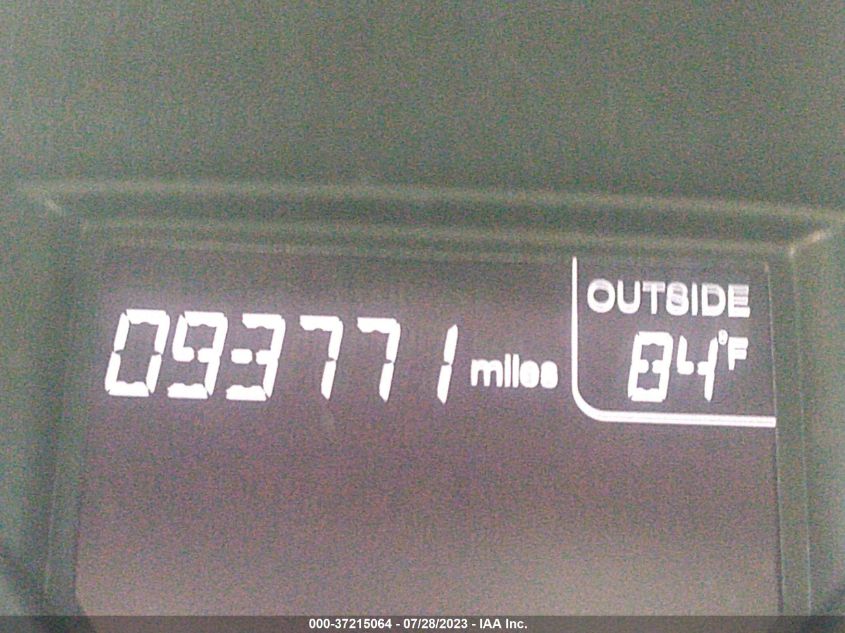 093771 miles
OUTSIDE
84°F
000-37215064 - 07/28/2023 - IAA Inc.